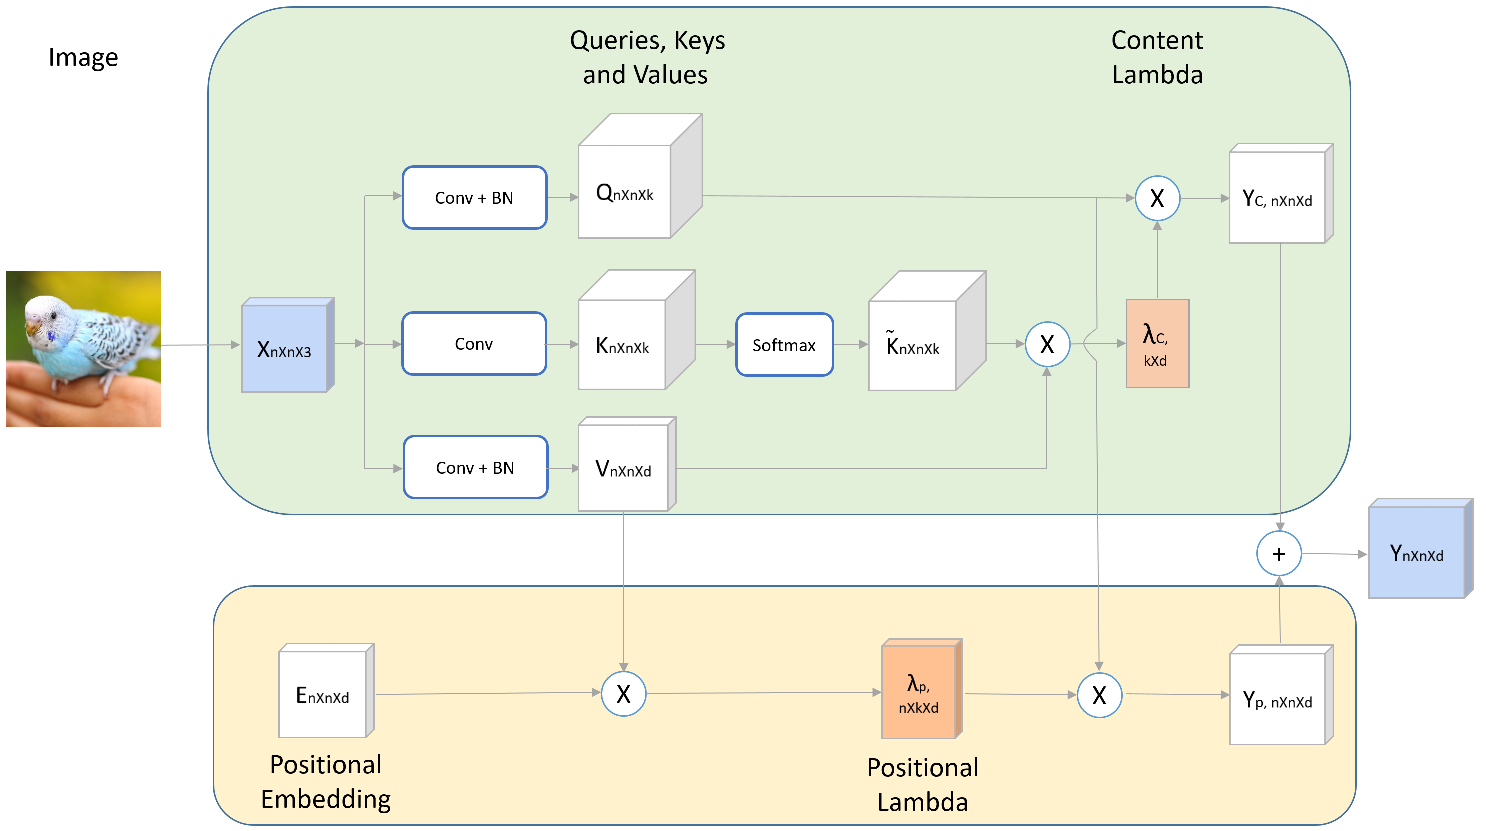 Image
Queries, Keys
and Values
Content
Lambda
Conv + BN
QnXnXk
X
YC, nXnXd
XnXnX3
Conv
KnXnXk
Softmax
K̃nXnXk
X
λC,
kXd
Conv + BN
VnXnXd
+
YnXnXd
EnXnXd
X
λp,
nXkXd
X
Yp, nXnXd
Positional
Embedding
Positional
Lambda